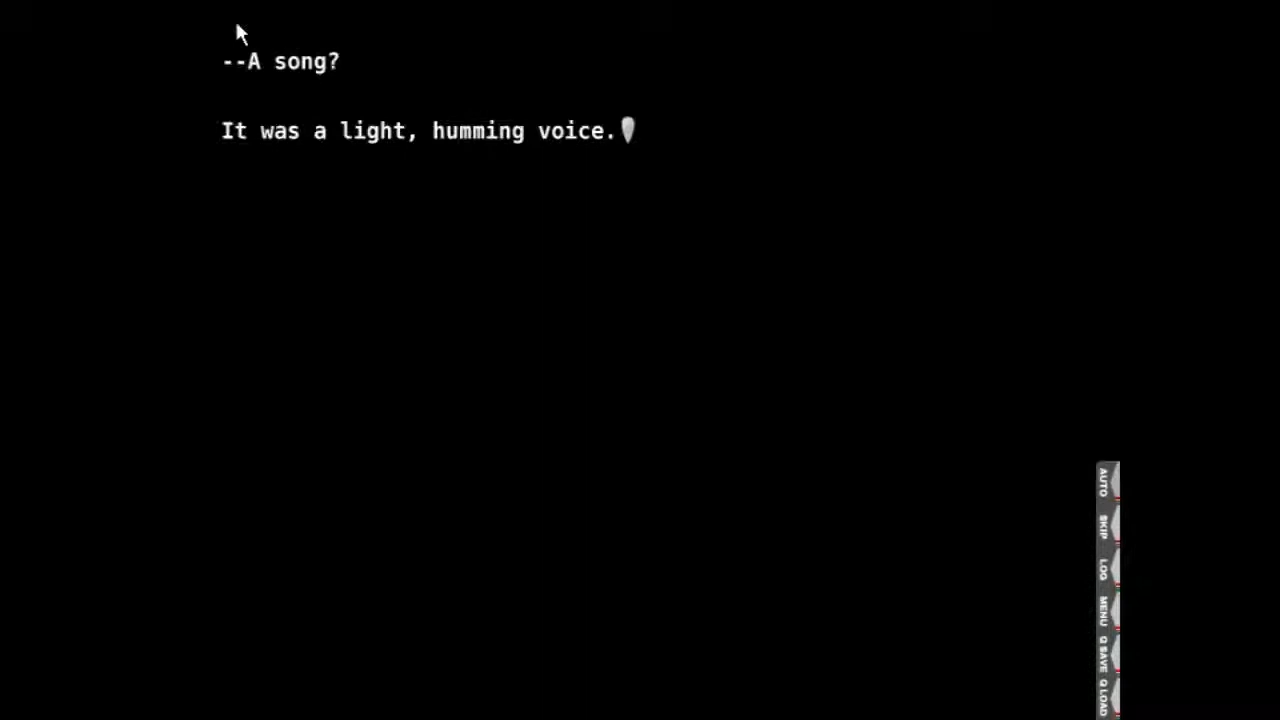 --A song?
It was a light, humming voice.
AUTO
SKIP
LOG
MENU
Q SAVE
Q LOAD